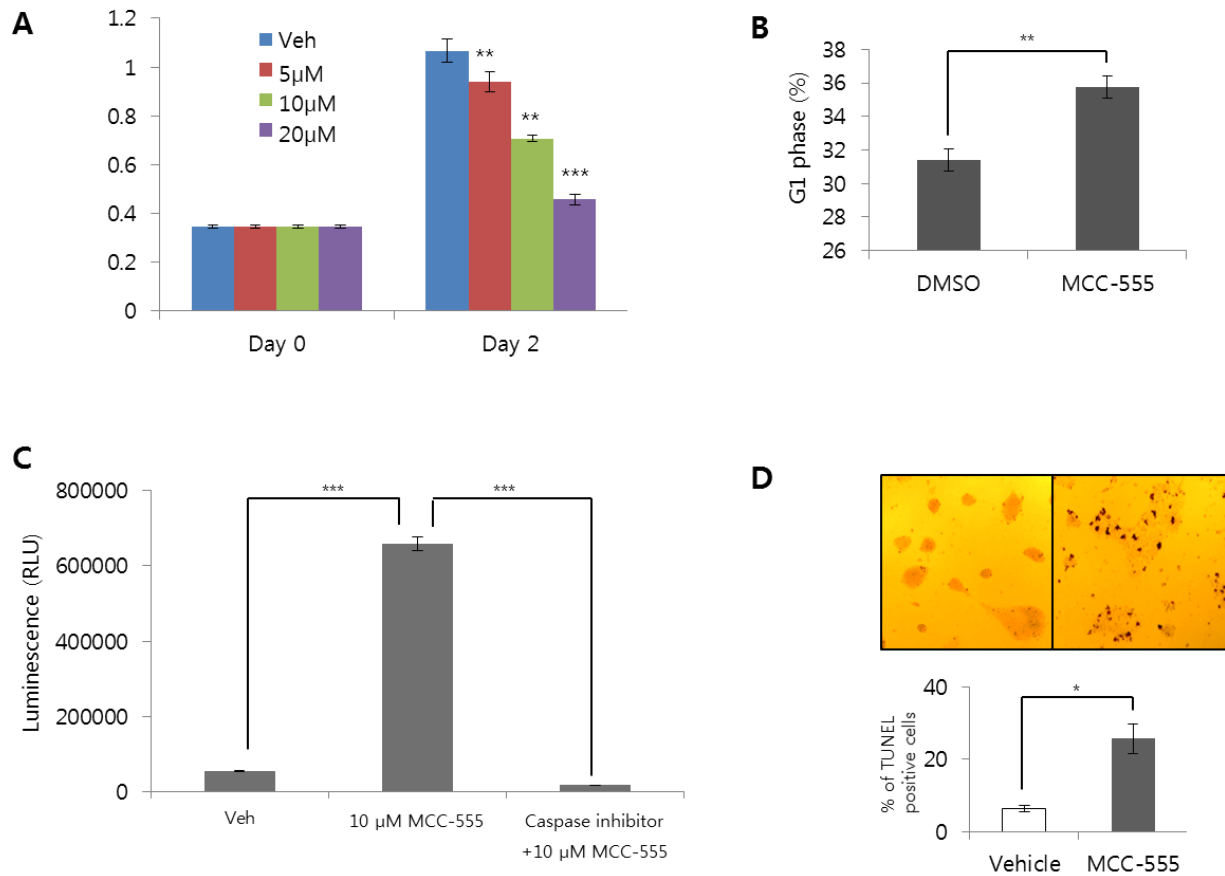 A
1.2
1
0.8
0.6
0.4
0.2
0
Veh
5μM
10μM
20μM
**
**
***
Day 0
Day 2
B
G1 phase (%)
38
36
34
32
30
28
26
**
DMSO
MCC-555
C
Luminescence (RLU)
800000
600000
400000
200000
0
***
***
Veh
10 μM MCC-555
Caspase inhibitor
+10 μM MCC-555
D
% of TUNEL
positive cells
40
20
0
*
Vehicle
MCC-555